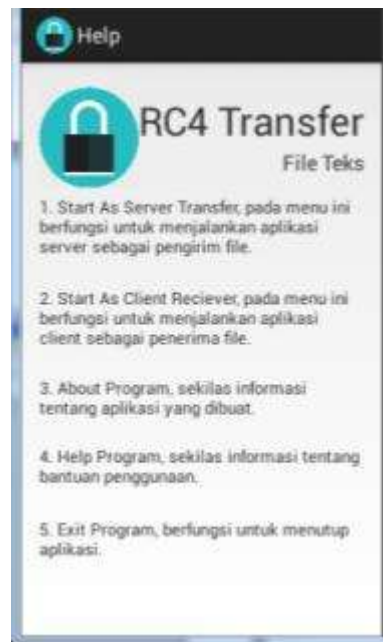 Help
RC4 Transfer
File Teks
1. Start As Server Transfer, pada menu ini
berfungsi untuk menjalankan aplikasi
server sebagai pengirim file.
2. Start As Client Reciever, pada menu ini
berfungsi untuk menjalankan aplikasi
client sebagai penerima file.
3. About Program, sekilas informasi
tentang aplikasi yang dibuat.
4. Help Program, sekilas informasi tentang
bantuan penggunaan.
5. Exit Program, berfungsi untuk menutup
aplikasi.